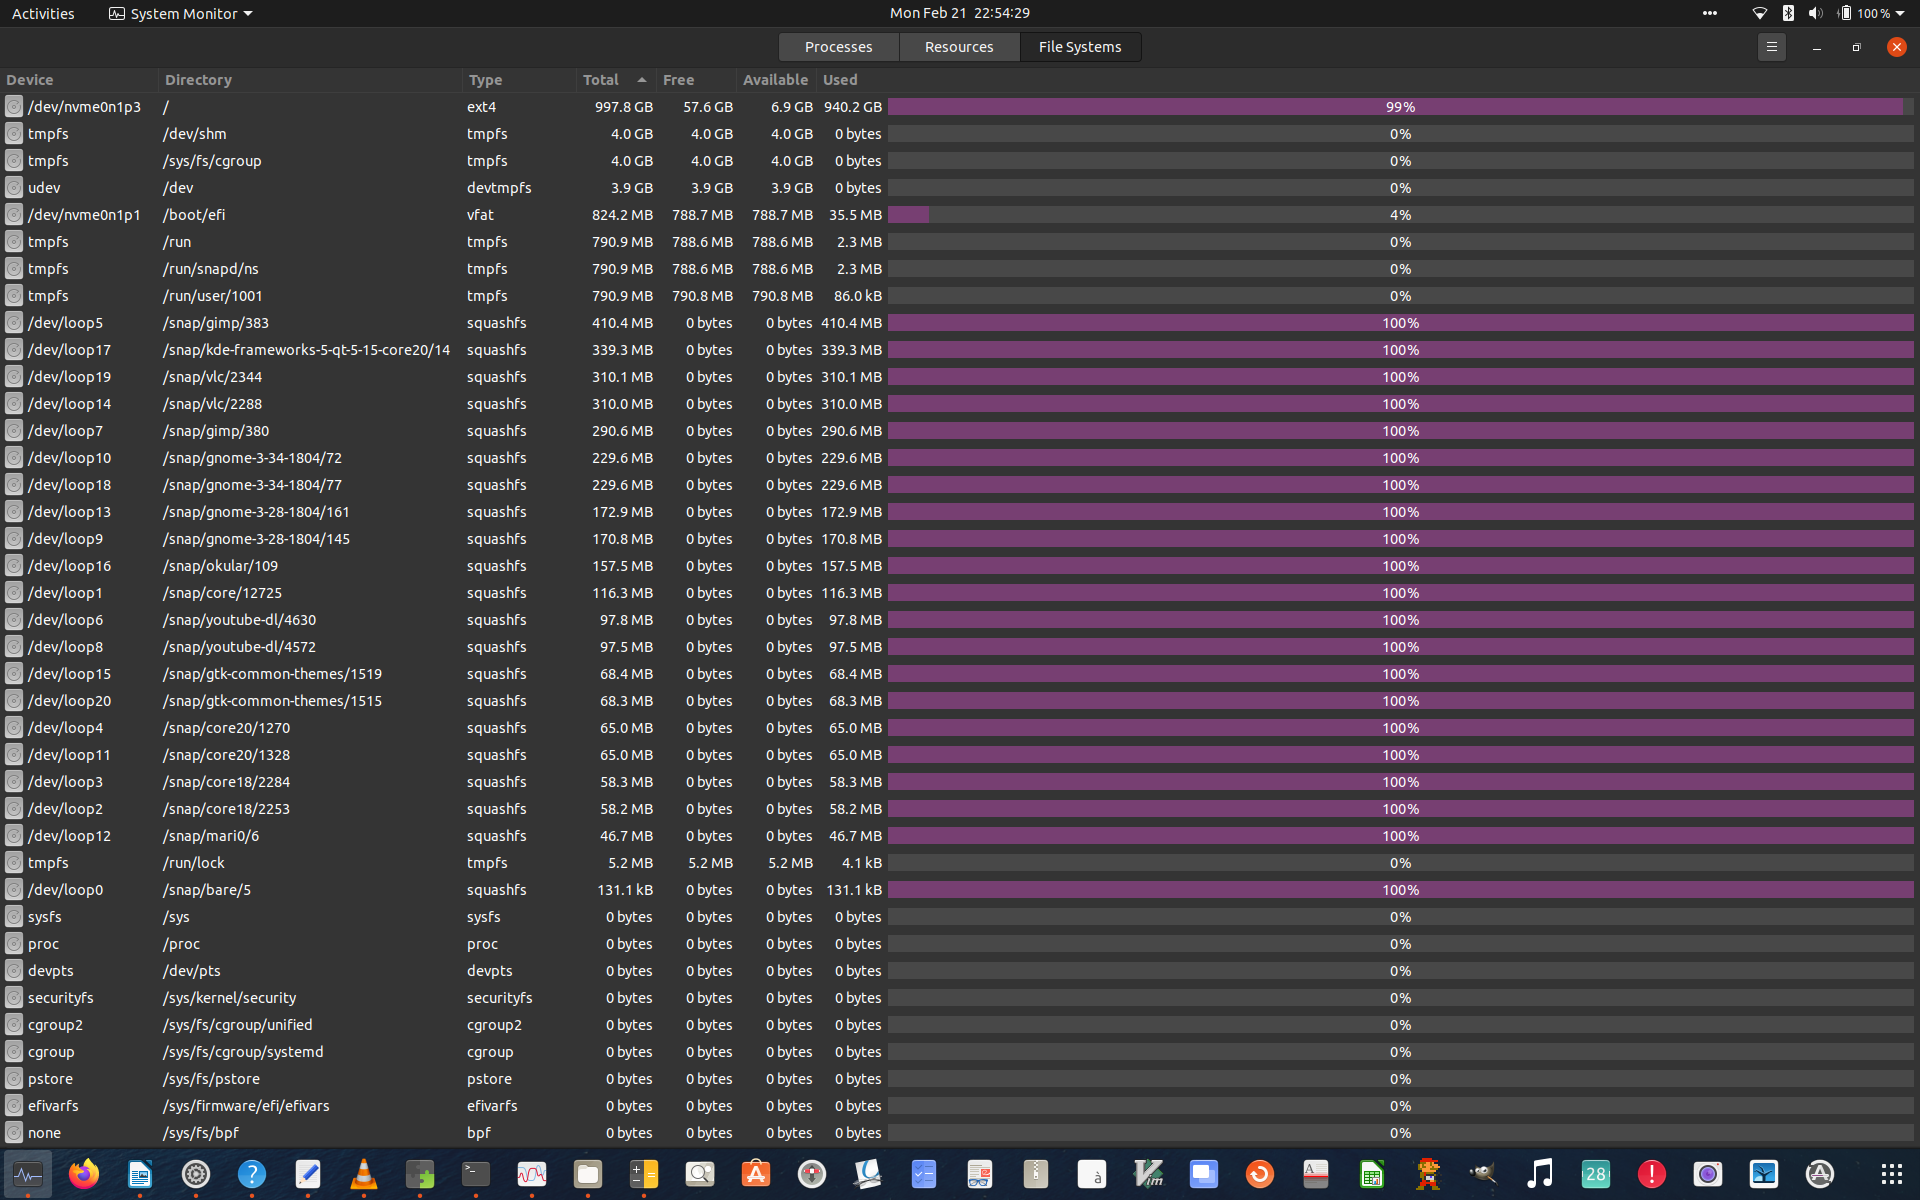 Activities System Monitor Mon Feb 21 22:54:29 100 %
Processes Resources File Systems
Device Directory Type Total Free Available Used
/dev/nvme0n1p3 / ext4 997.8 GB 57.6 GB 6.9 GB 940.2 GB 99%
tmpfs /dev/shm tmpfs 4.0 GB 4.0 GB 4.0 GB 0 bytes 0%
tmpfs /sys/fs/cgroup tmpfs 4.0 GB 4.0 GB 4.0 GB 0 bytes 0%
udev /dev devtmpfs 3.9 GB 3.9 GB 3.9 GB 0 bytes 0%
/dev/nvme0n1p1 /boot/efi vfat 824.2 MB 788.7 MB 788.7 MB 35.5 MB 4%
tmpfs /run tmpfs 790.9 MB 788.6 MB 788.6 MB 2.3 MB 0%
tmpfs /run/snapd/ns tmpfs 790.9 MB 788.6 MB 788.6 MB 2.3 MB 0%
tmpfs /run/user/1001 tmpfs 790.9 MB 790.8 MB 790.8 MB 86.0 kB 0%
/dev/loop5 /snap/gimp/383 squashfs 410.4 MB 0 bytes 0 bytes 410.4 MB 100%
/dev/loop17 /snap/kde-frameworks-5-qt-5-15-core20/14 squashfs 339.3 MB 0 bytes 0 bytes 339.3 MB 100%
/dev/loop19 /snap/vlc/2344 squashfs 310.1 MB 0 bytes 0 bytes 310.1 MB 100%
/dev/loop14 /snap/vlc/2288 squashfs 310.0 MB 0 bytes 0 bytes 310.0 MB 100%
/dev/loop7 /snap/gimp/380 squashfs 290.6 MB 0 bytes 0 bytes 290.6 MB 100%
/dev/loop10 /snap/gnome-3-34-1804/72 squashfs 229.6 MB 0 bytes 0 bytes 229.6 MB 100%
/dev/loop18 /snap/gnome-3-34-1804/77 squashfs 229.6 MB 0 bytes 0 bytes 229.6 MB 100%
/dev/loop13 /snap/gnome-3-28-1804/161 squashfs 172.9 MB 0 bytes 0 bytes 172.9 MB 100%
/dev/loop9 /snap/gnome-3-28-1804/145 squashfs 170.8 MB 0 bytes 0 bytes 170.8 MB 100%
/dev/loop16 /snap/okular/109 squashfs 157.5 MB 0 bytes 0 bytes 157.5 MB 100%
/dev/loop1 /snap/core/12725 squashfs 116.3 MB 0 bytes 0 bytes 116.3 MB 100%
/dev/loop6 /snap/youtube-dl/4630 squashfs 97.8 MB 0 bytes 0 bytes 97.8 MB 100%
/dev/loop8 /snap/youtube-dl/4572 squashfs 97.5 MB 0 bytes 0 bytes 97.5 MB 100%
/dev/loop15 /snap/gtk-common-themes/1519 squashfs 68.4 MB 0 bytes 0 bytes 68.4 MB 100%
/dev/loop20 /snap/gtk-common-themes/1515 squashfs 68.3 MB 0 bytes 0 bytes 68.3 MB 100%
/dev/loop4 /snap/core20/1270 squashfs 65.0 MB 0 bytes 0 bytes 65.0 MB 100%
/dev/loop11 /snap/core20/1328 squashfs 65.0 MB 0 bytes 0 bytes 65.0 MB 100%
/dev/loop3 /snap/core18/2284 squashfs 58.3 MB 0 bytes 0 bytes 58.3 MB 100%
/dev/loop2 /snap/core18/2253 squashfs 58.2 MB 0 bytes 0 bytes 58.2 MB 100%
/dev/loop12 /snap/mari0/6 squashfs 46.7 MB 0 bytes 0 bytes 46.7 MB 100%
tmpfs /run/lock tmpfs 5.2 MB 5.2 MB 5.2 MB 4.1 kB 0%
/dev/loop0 /snap/bare/5 squashfs 131.1 kB 0 bytes 0 bytes 131.1 kB 100%
sysfs /sys sysfs 0 bytes 0 bytes 0 bytes 0 bytes 0%
proc /proc proc 0 bytes 0 bytes 0 bytes 0 bytes 0%
devpts /dev/pts devpts 0 bytes 0 bytes 0 bytes 0 bytes 0%
securityfs /sys/kernel/security securityfs 0 bytes 0 bytes 0 bytes 0 bytes 0%
cgroup2 /sys/fs/cgroup/unified cgroup2 0 bytes 0 bytes 0 bytes 0 bytes 0%
cgroup /sys/fs/cgroup/systemd cgroup 0 bytes 0 bytes 0 bytes 0 bytes 0%
pstore /sys/fs/pstore pstore 0 bytes 0 bytes 0 bytes 0 bytes 0%
efivarfs /sys/firmware/efi/efivars efivarfs 0 bytes 0 bytes 0 bytes 0 bytes 0%
none /sys/fs/bpf bpf 0 bytes 0 bytes 0 bytes 0 bytes 0%
? >_ à Vim A 28 !